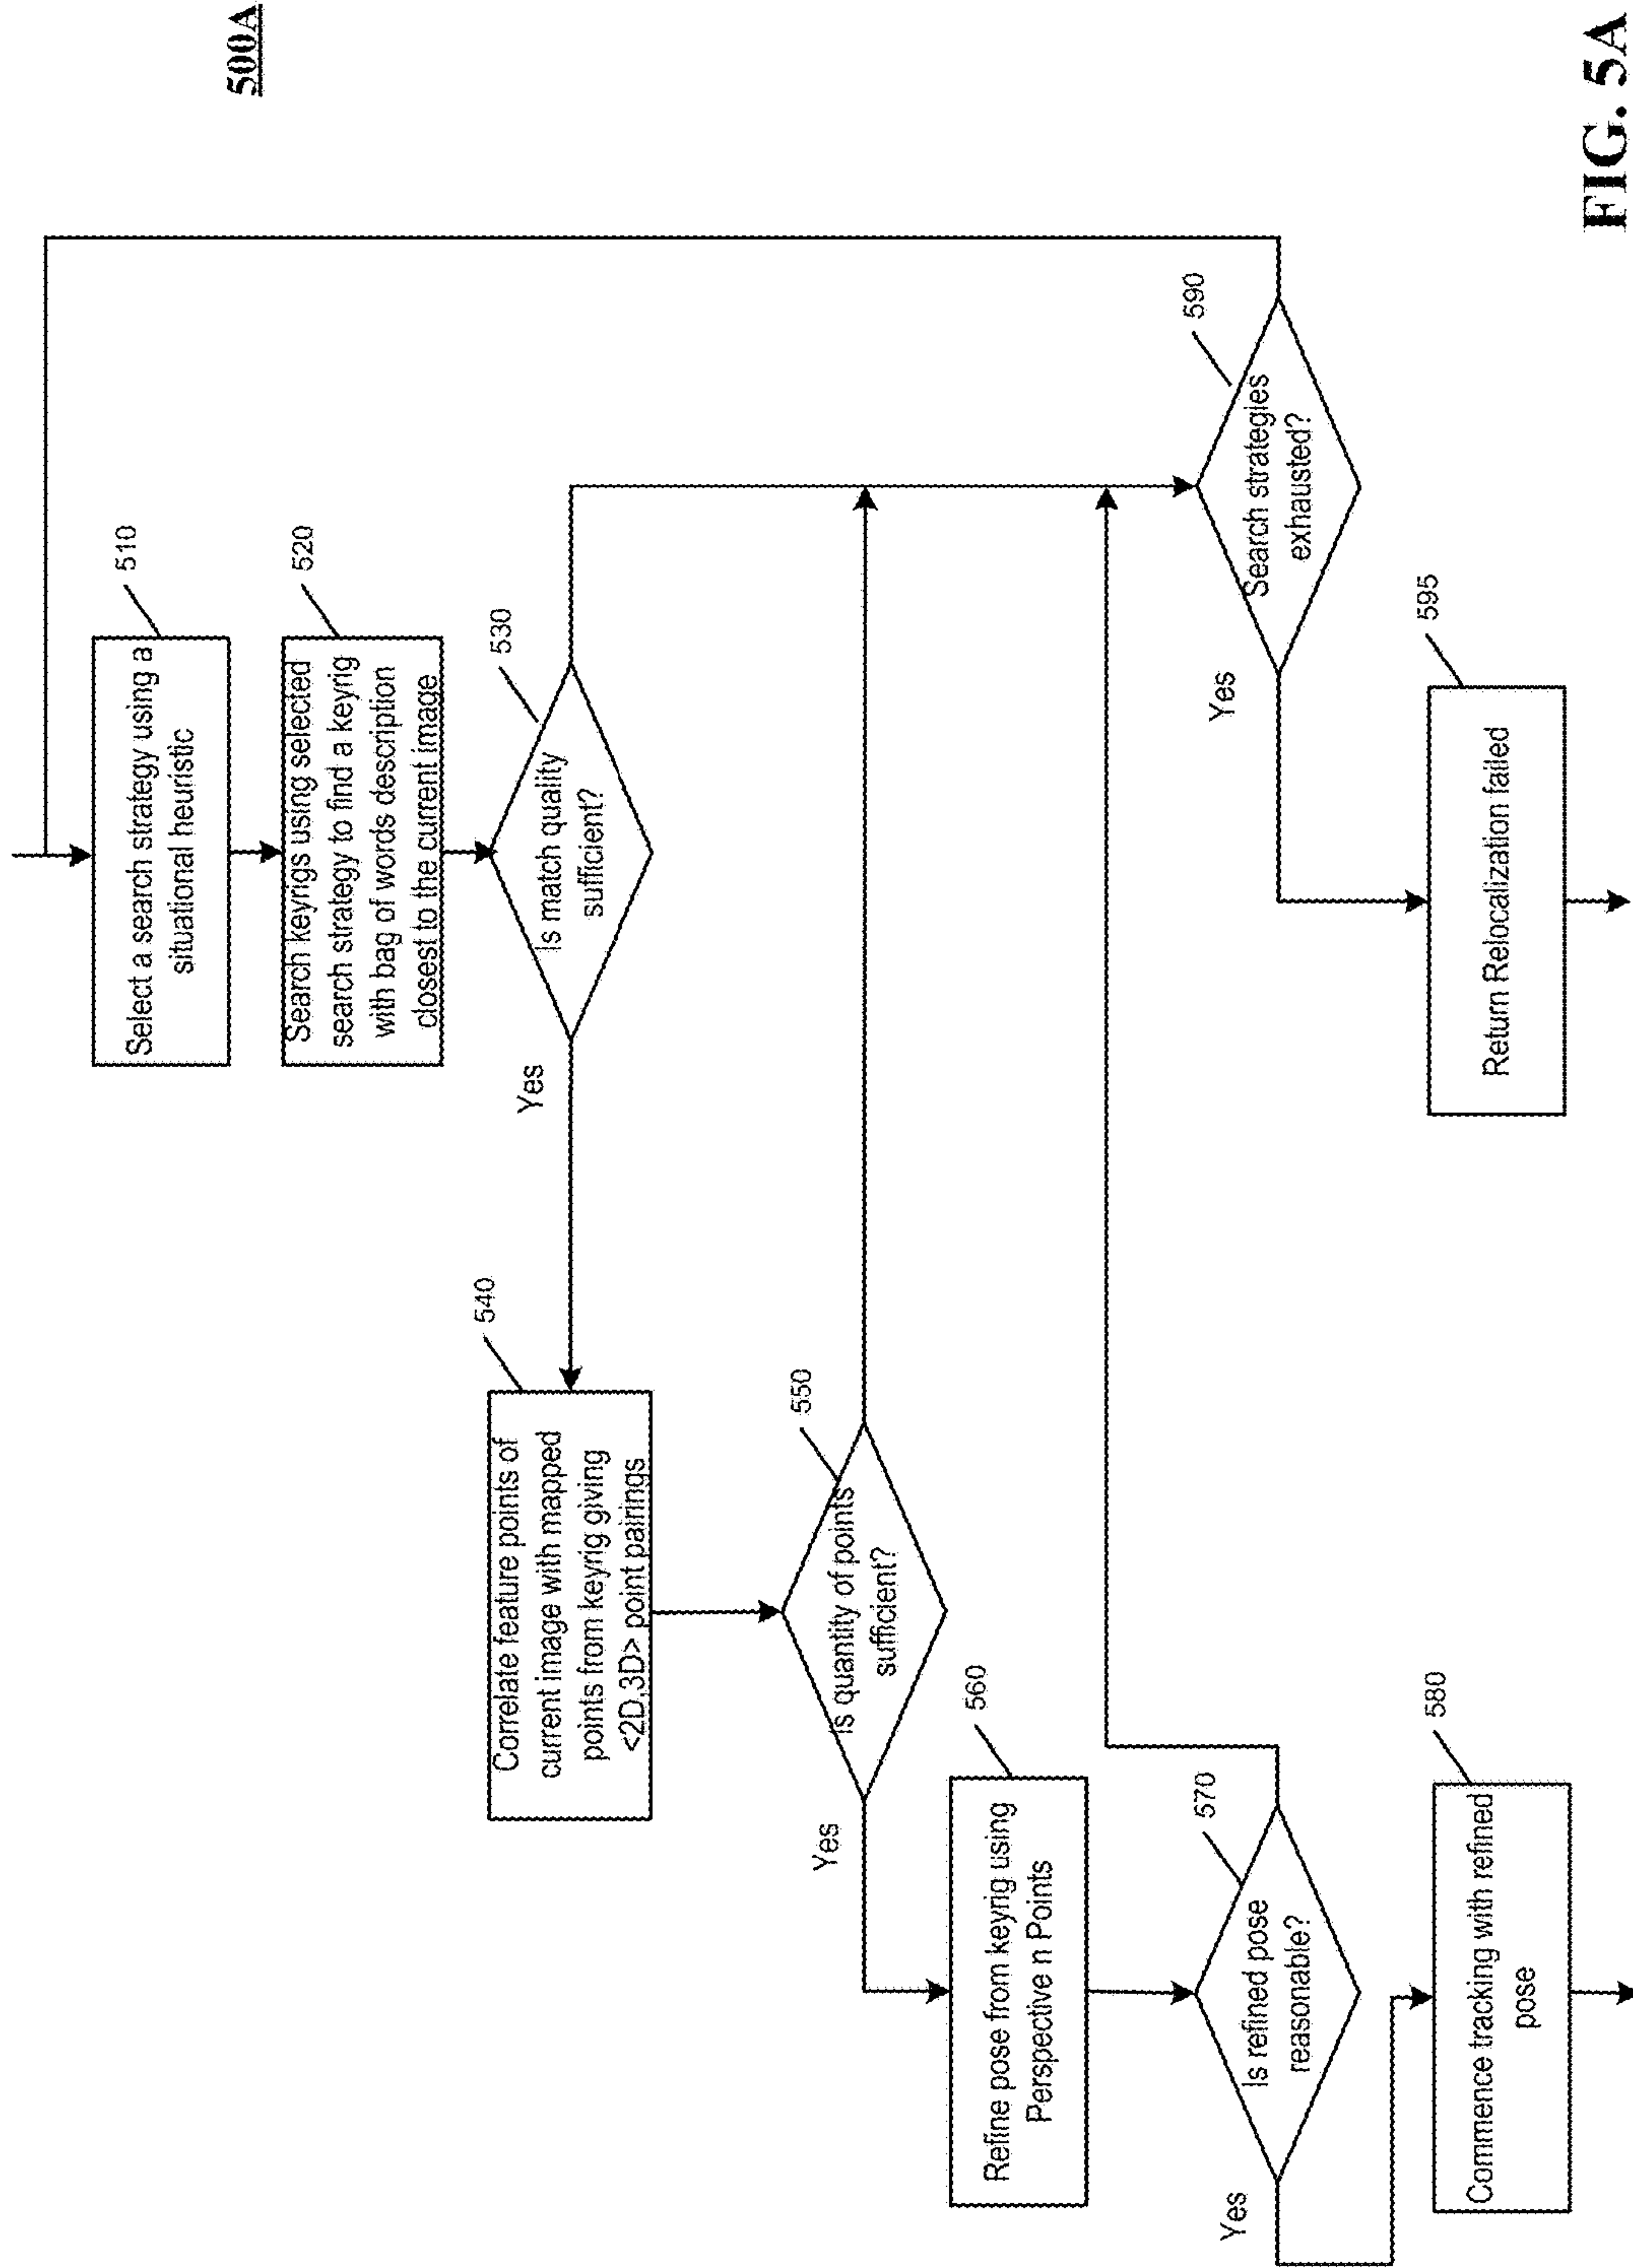 500A
510
Select a search strategy using a
situational heuristic
520
Search keyrigs using selected
search strategy to find a keyrig
with bag of words description
closest to the current image
530
Is match quality
sufficient?
Yes
540
Correlate feature points of
current image with mapped
points from keyrig giving
<2D,3D> point pairings
550
Is quantity of points
sufficient?
Yes
560
Refine pose from keyrig using
Perspective n Points
570
Is refined pose
reasonable?
Yes
580
Commence tracking with refined
pose
590
Search strategies
exhausted?
Yes
595
Return Relocalization failed
FIG. 5A